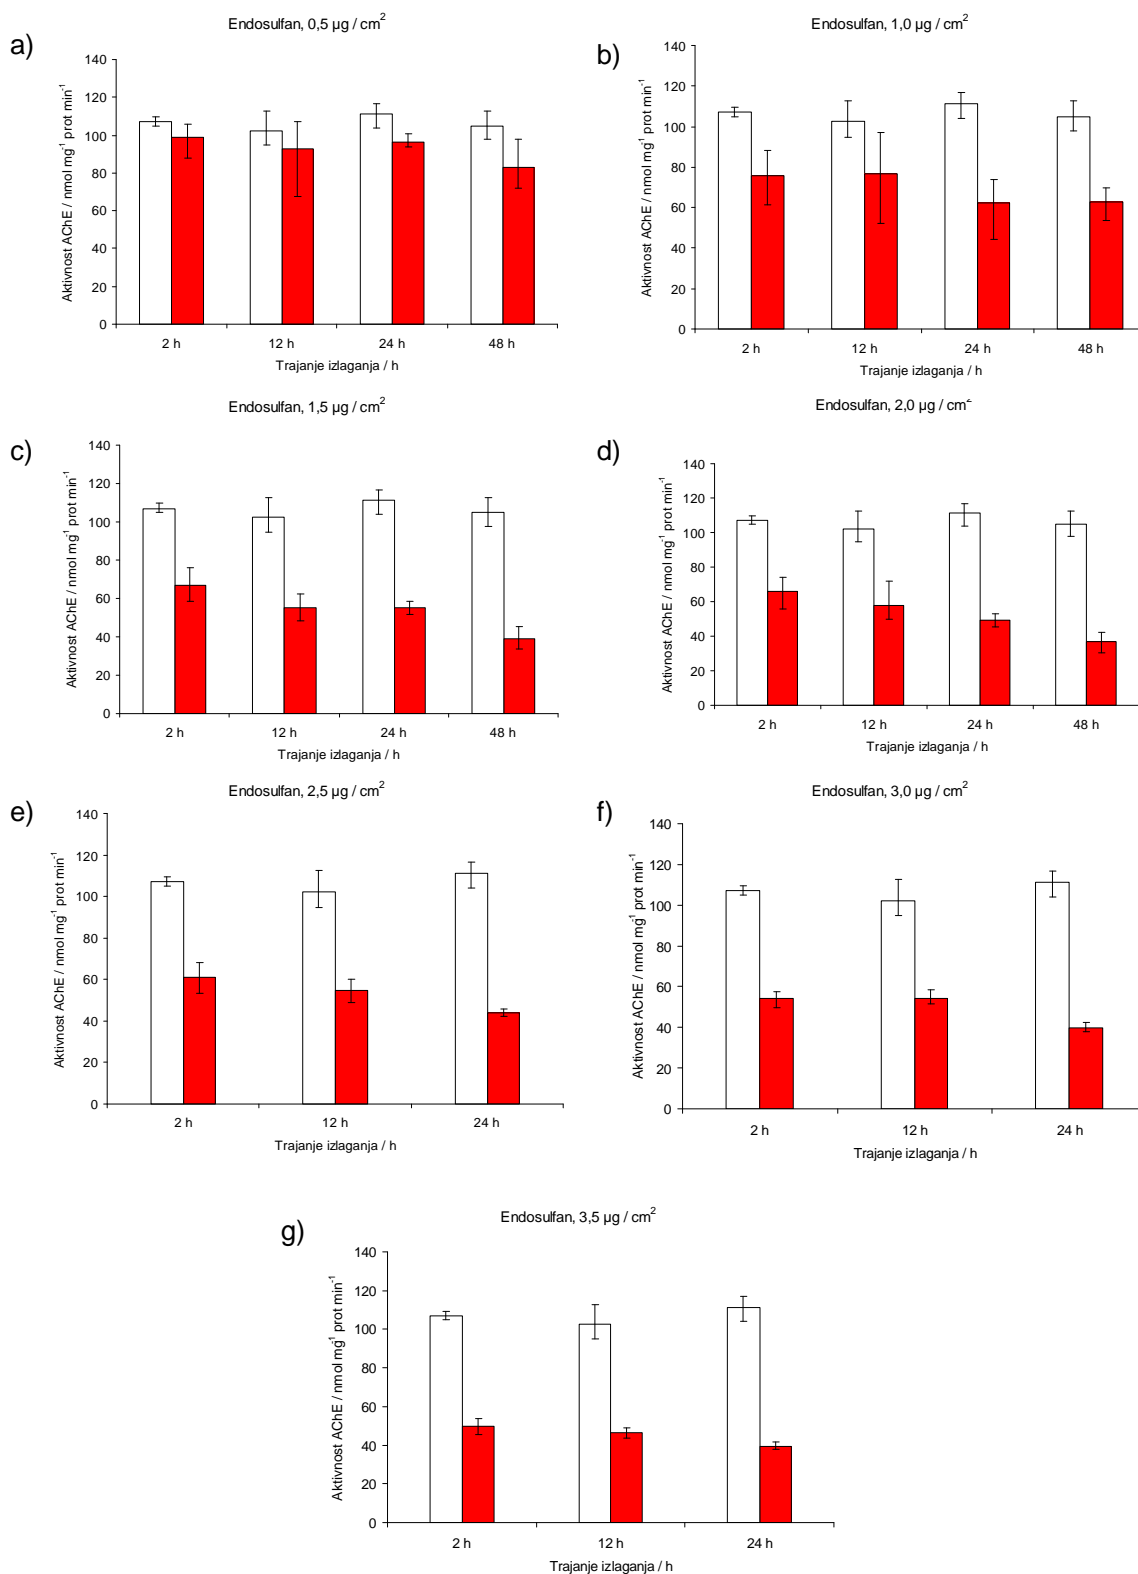 Endosulfan, 0,5 µg / cm²
a)
Aktivnost AChE / nmol mg⁻¹ prot min⁻¹
140
120
100
80
60
40
20
0
2 h 12 h 24 h 48 h
Trajanje izlaganja / h
Endosulfan, 1,0 µg / cm²
b)
Aktivnost AChE / nmol mg⁻¹ prot min⁻¹
140
120
100
80
60
40
20
0
2 h 12 h 24 h 48 h
Trajanje izlaganja / h
Endosulfan, 1,5 µg / cm²
c)
Aktivnost AChE / nmol mg⁻¹ prot min⁻¹
140
120
100
80
60
40
20
0
2 h 12 h 24 h 48 h
Trajanje izlaganja / h
Endosulfan, 2,0 µg / cm²
d)
Aktivnost AChE / nmol mg⁻¹ prot min⁻¹
140
120
100
80
60
40
20
0
2 h 12 h 24 h 48 h
Trajanje izlaganja / h
Endosulfan, 2,5 µg / cm²
e)
Aktivnost AChE / nmol mg⁻¹ prot min⁻¹
140
120
100
80
60
40
20
0
2 h 12 h 24 h
Trajanje izlaganja / h
Endosulfan, 3,0 µg / cm²
f)
Aktivnost AChE / nmol mg⁻¹ prot min⁻¹
140
120
100
80
60
40
20
0
2 h 12 h 24 h
Trajanje izlaganja / h
Endosulfan, 3,5 µg / cm²
g)
Aktivnost AChE / nmol mg⁻¹ prot min⁻¹
140
120
100
80
60
40
20
0
2 h 12 h 24 h
Trajanje izlaganja / h